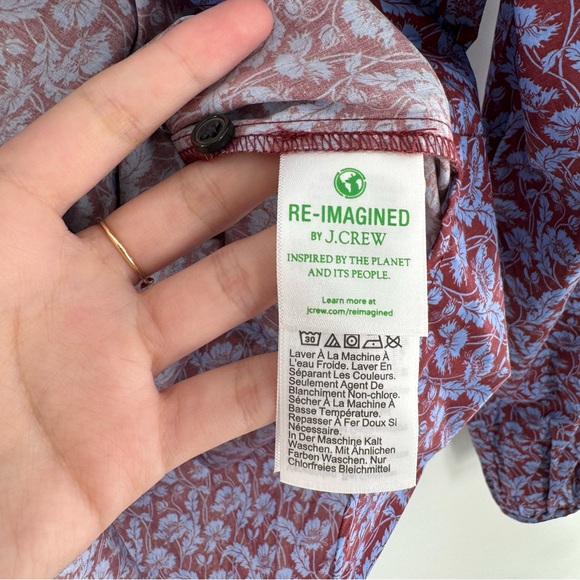 RE-IMAGINED
BY J.CREW
INSPIRED BY THE PLANET
AND ITS PEOPLE.
Learn more at
jcrew.com/reimagined
30
Laver À La Machine À
L'eau Froide. Laver En
Séparant Les Couleurs.
Seulement Agent De
Blanchiment Non-chlore.
Sécher À La Machine À
Basse Température.
Repasser À Fer Doux Si
Nécessaire.
In Der Maschine Kalt
Waschen. Mit Ähnlichen
Farben Waschen. Nur
Chlorfreies Bleichmittel